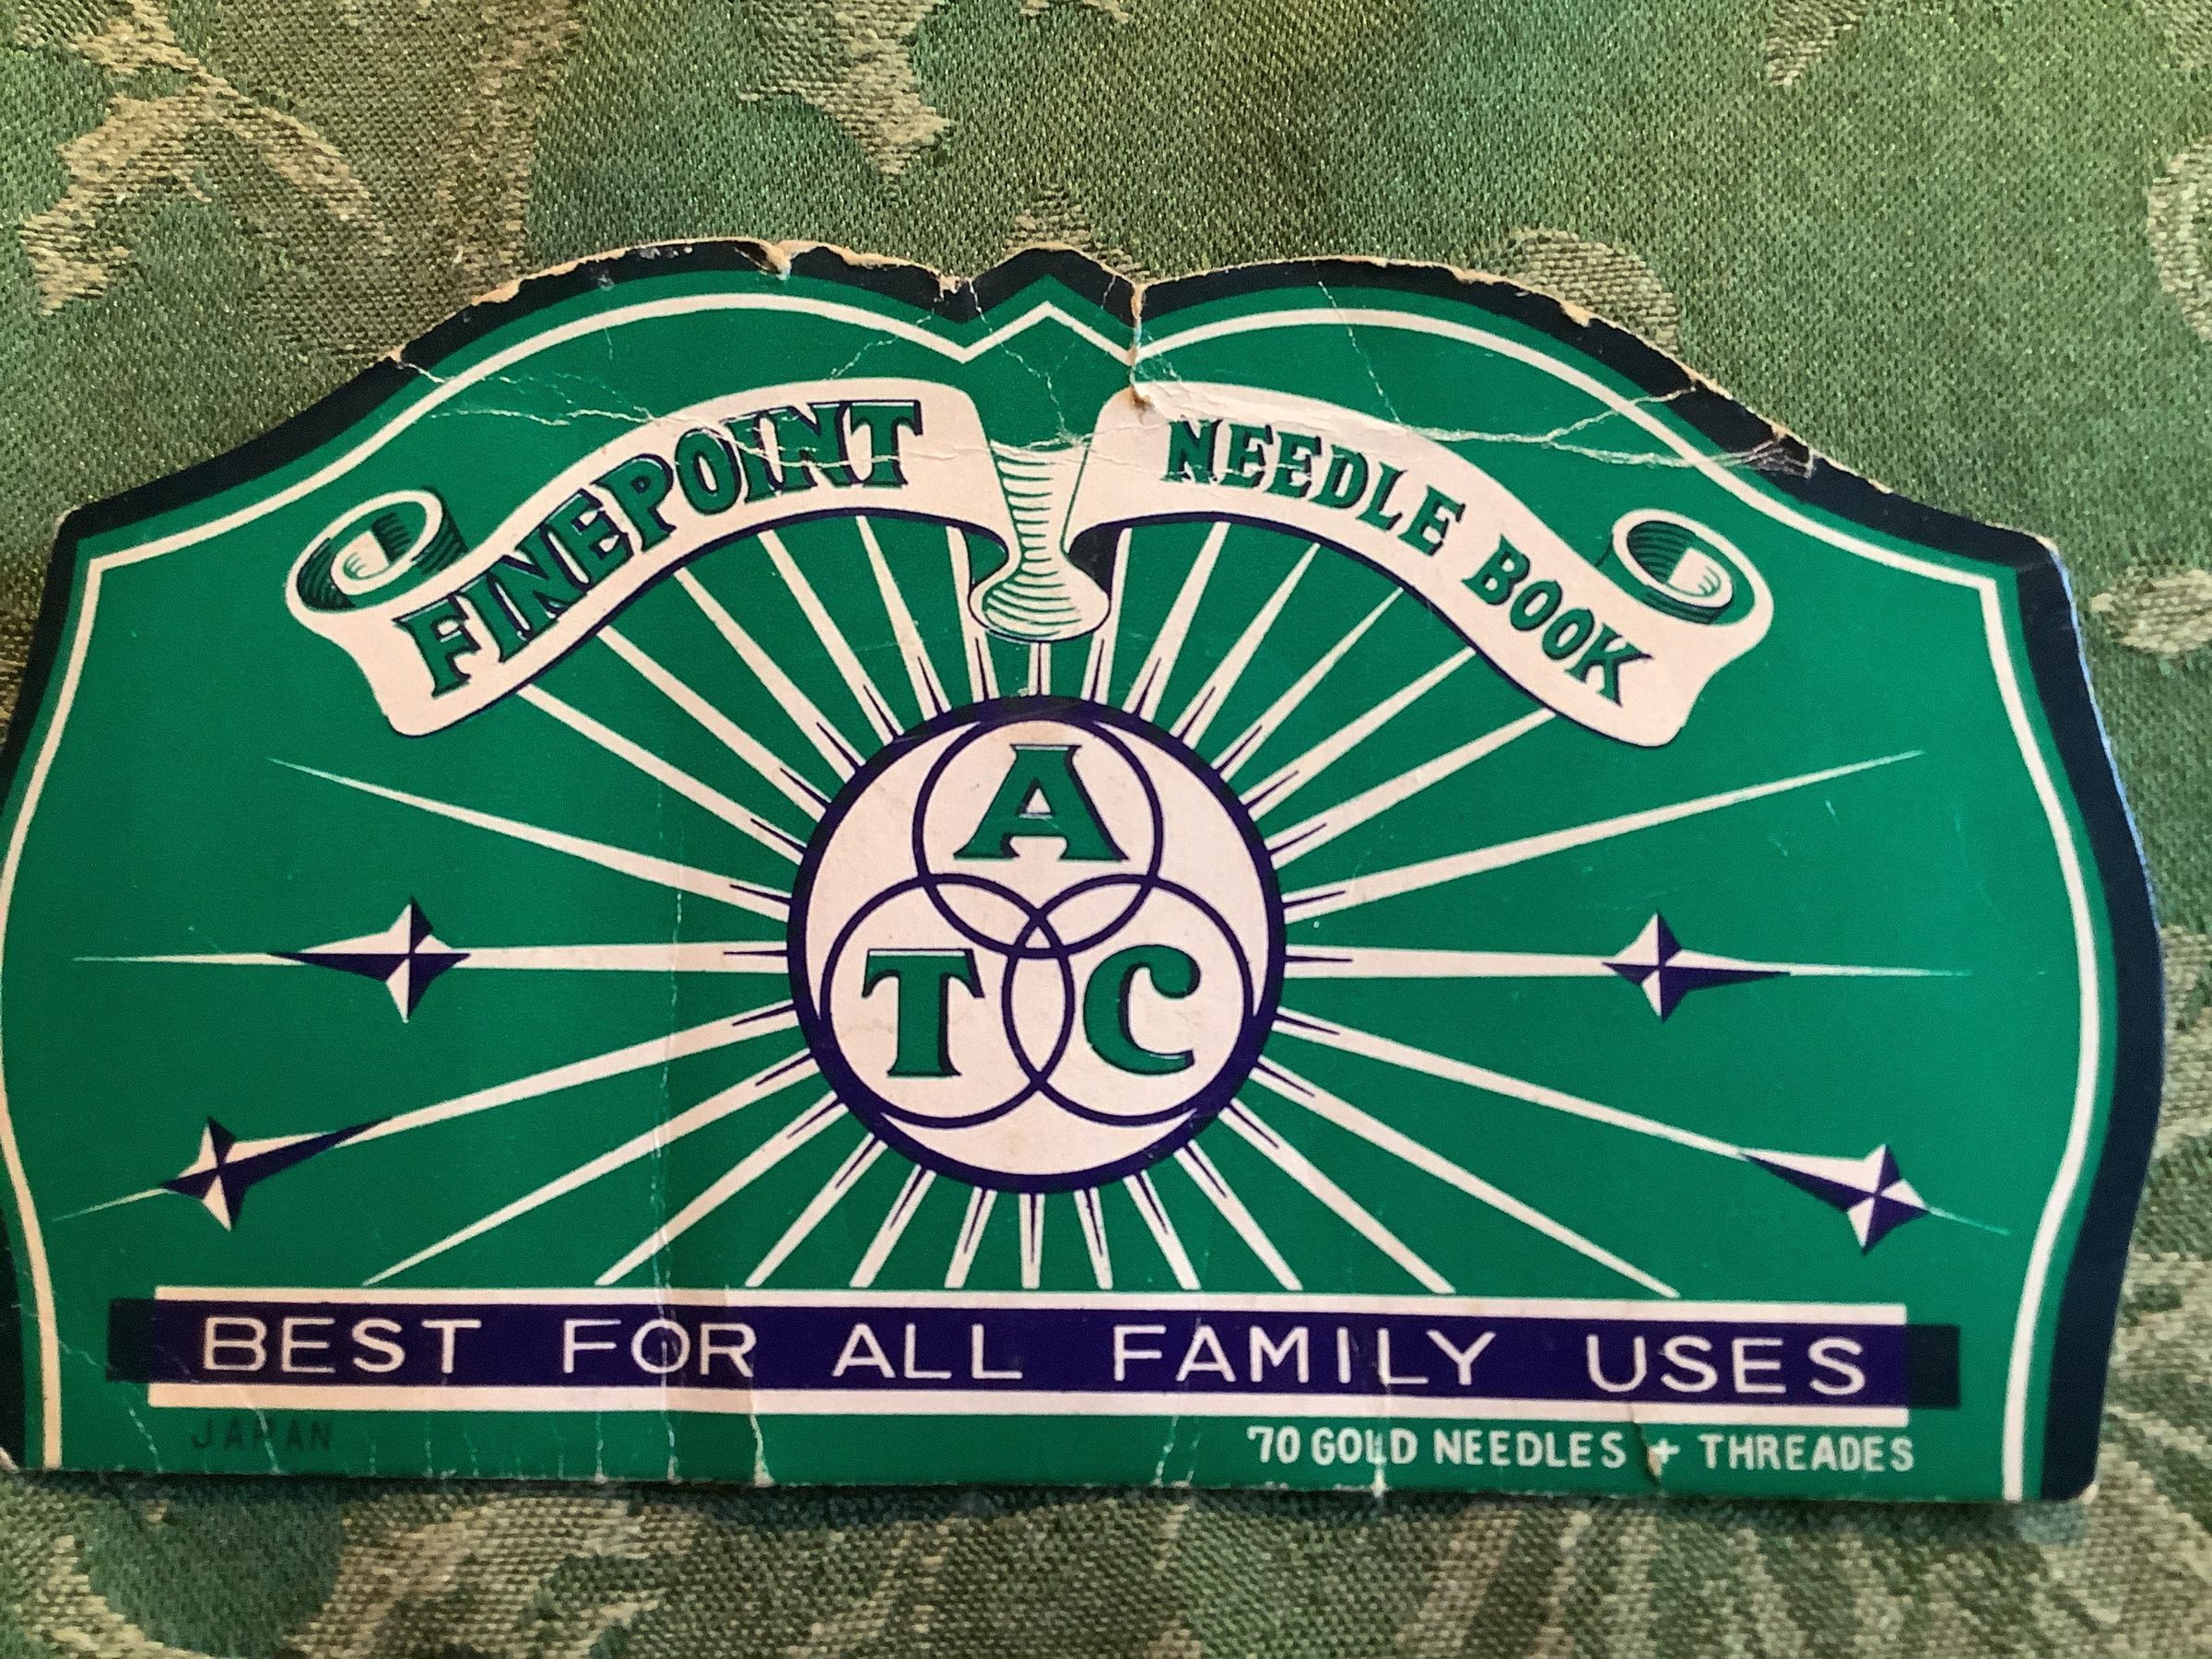 FINEPOINT NEEDLE BOOK
A
T C
BEST FOR ALL FAMILY USES
JAPAN
70 GOLD NEEDLES + THREADES